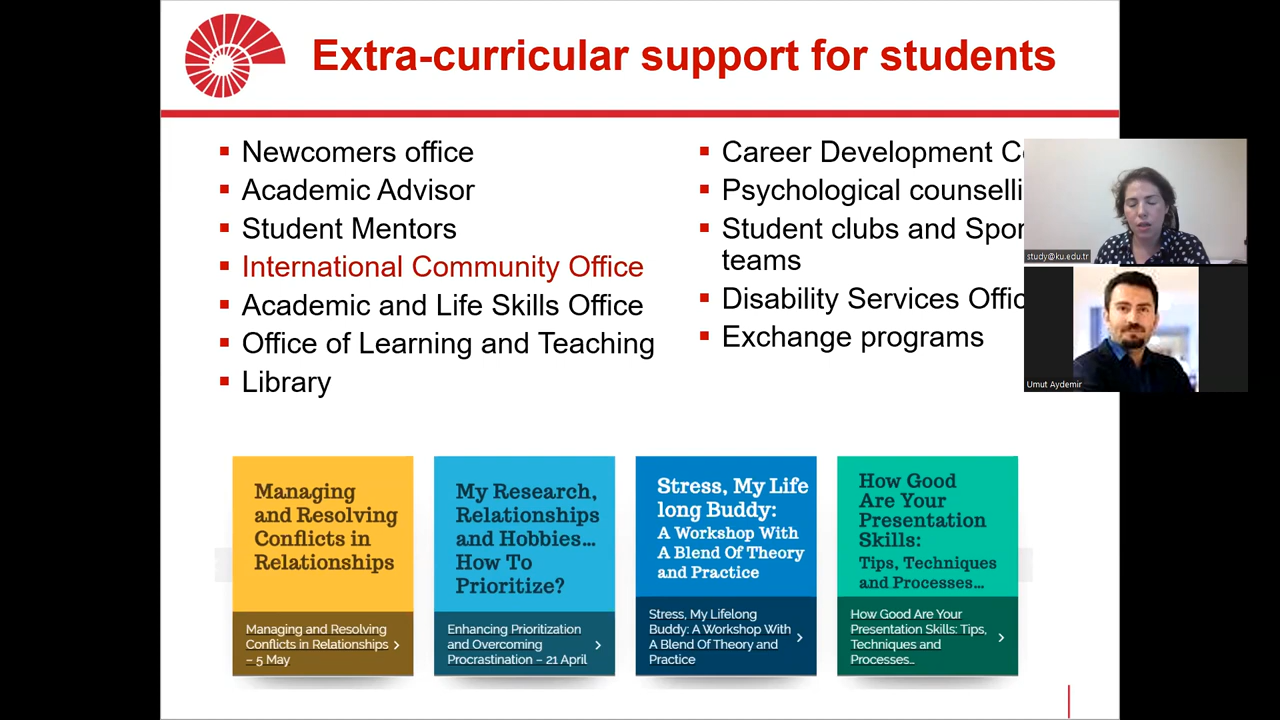 Extra-curricular support for students
Newcomers office
Academic Advisor
Student Mentors
International Community Office
Academic and Life Skills Office
Office of Learning and Teaching
Library
Career Development
Psychological
Student clubs and
teams
Disability Services
Exchange programs
study@ku.edu.tr
Umut Aydemir
Managing
and Resolving
Conflicts in
Relationships
Managing and Resolving
Conflicts in Relationships
– 5 May
My Research,
Relationships
and Hobbies...
How To
Prioritize?
Enhancing Prioritization
and Overcoming
Procrastination – 21 April
Stress, My Life
long Buddy:
A Workshop With
A Blend Of Theory
and Practice
Stress, My Lifelong
Buddy: A Workshop With
A Blend Of Theory and
Practice
How Good
Are Your
Presentation
Skills:
Tips, Techniques
and Processes...
How Good Are Your
Presentation Skills: Tips,
Techniques and
Processes...